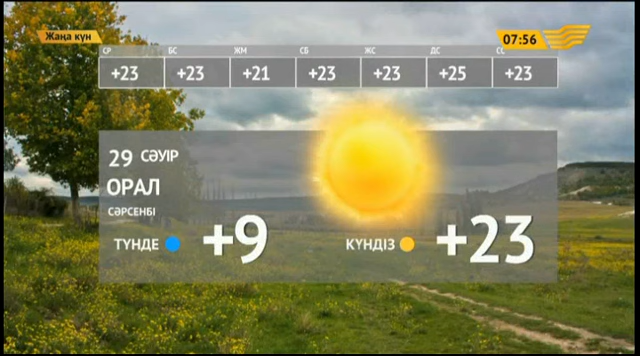 Жаңа күн
07:56
СР БС ЖМ СБ ЖС ДС СС
+23 +23 +21 +23 +23 +25 +23
29 СӘУІР
ОРАЛ
СӘРСЕНБІ
ТҮНДЕ +9 КҮНДІЗ +23